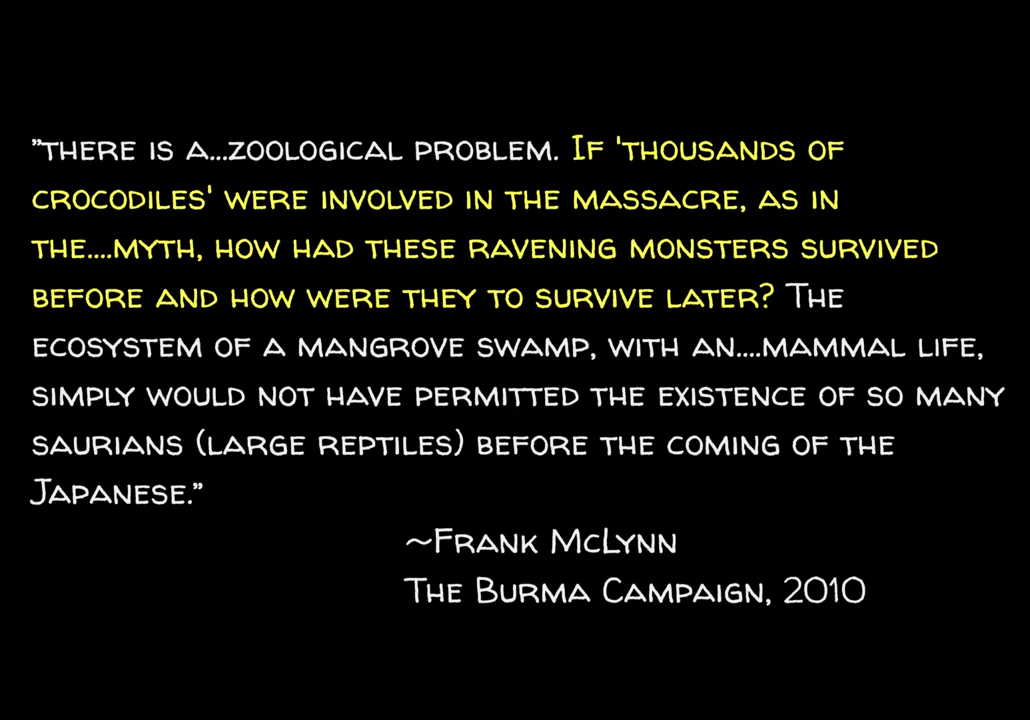 "There is a...zoological problem. If 'thousands of
crocodiles' were involved in the massacre, as in
the....myth, how had these ravening monsters survived
before and how were they to survive later? The
ecosystem of a mangrove swamp, with an....mammal life,
simply would not have permitted the existence of so many
saurians (large reptiles) before the coming of the
Japanese."
~Frank McLynn
The Burma Campaign, 2010